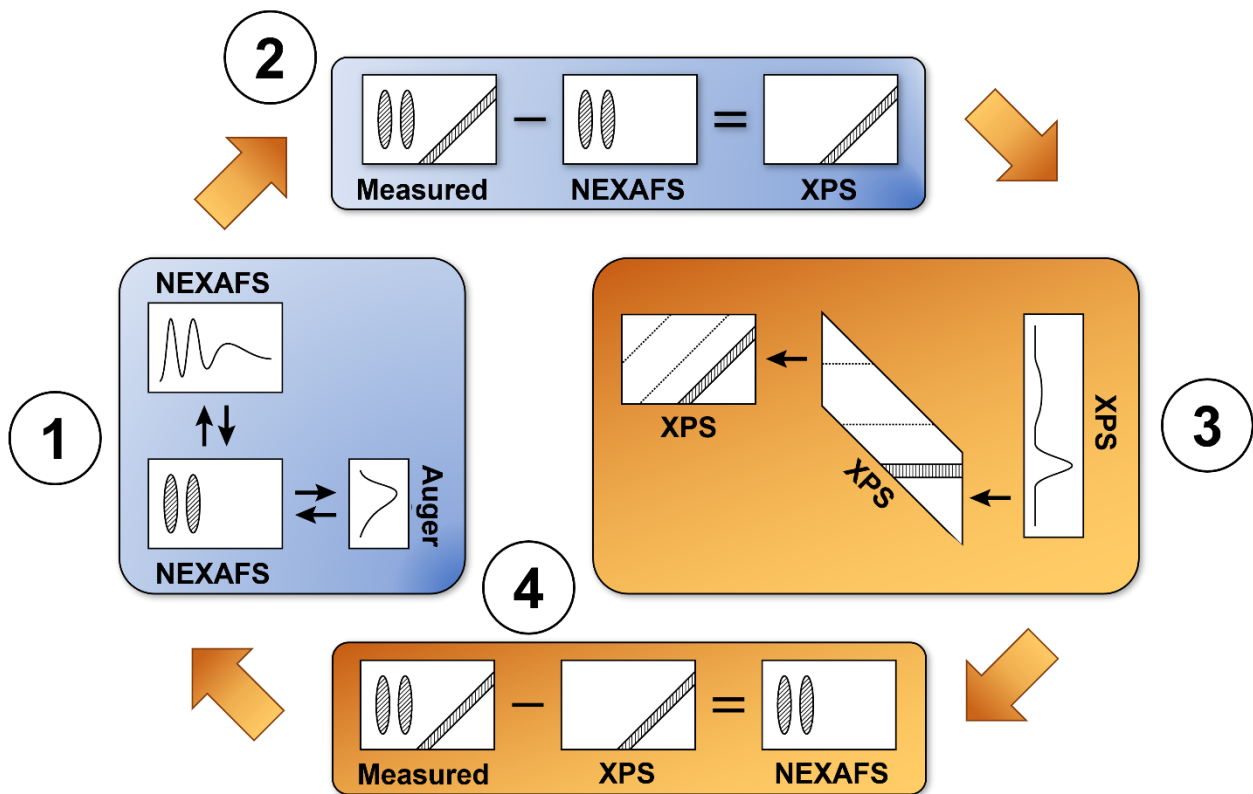 2
Measured
−
NEXAFS
=
XPS
1
NEXAFS
NEXAFS
Auger
3
XPS
XPS
XPS
4
Measured
−
XPS
=
NEXAFS